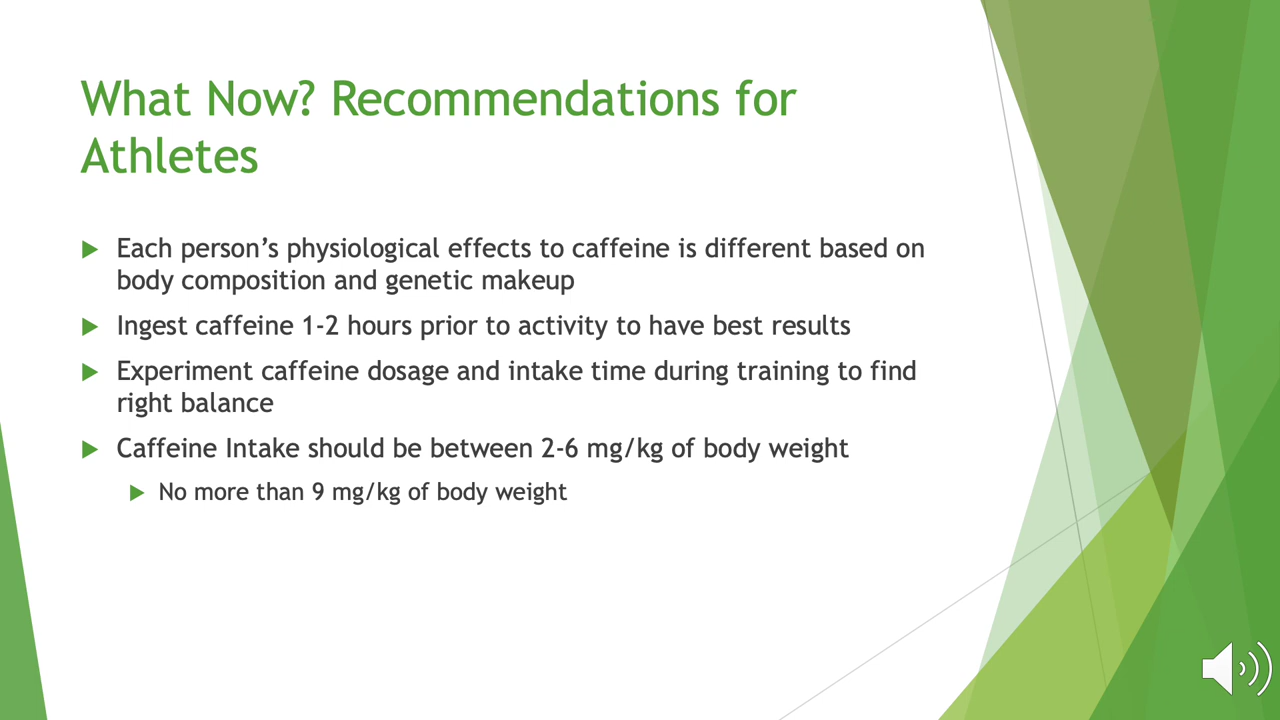 What Now? Recommendations for
Athletes
Each person’s physiological effects to caffeine is different based on
body composition and genetic makeup
Ingest caffeine 1-2 hours prior to activity to have best results
Experiment caffeine dosage and intake time during training to find
right balance
Caffeine Intake should be between 2-6 mg/kg of body weight
No more than 9 mg/kg of body weight